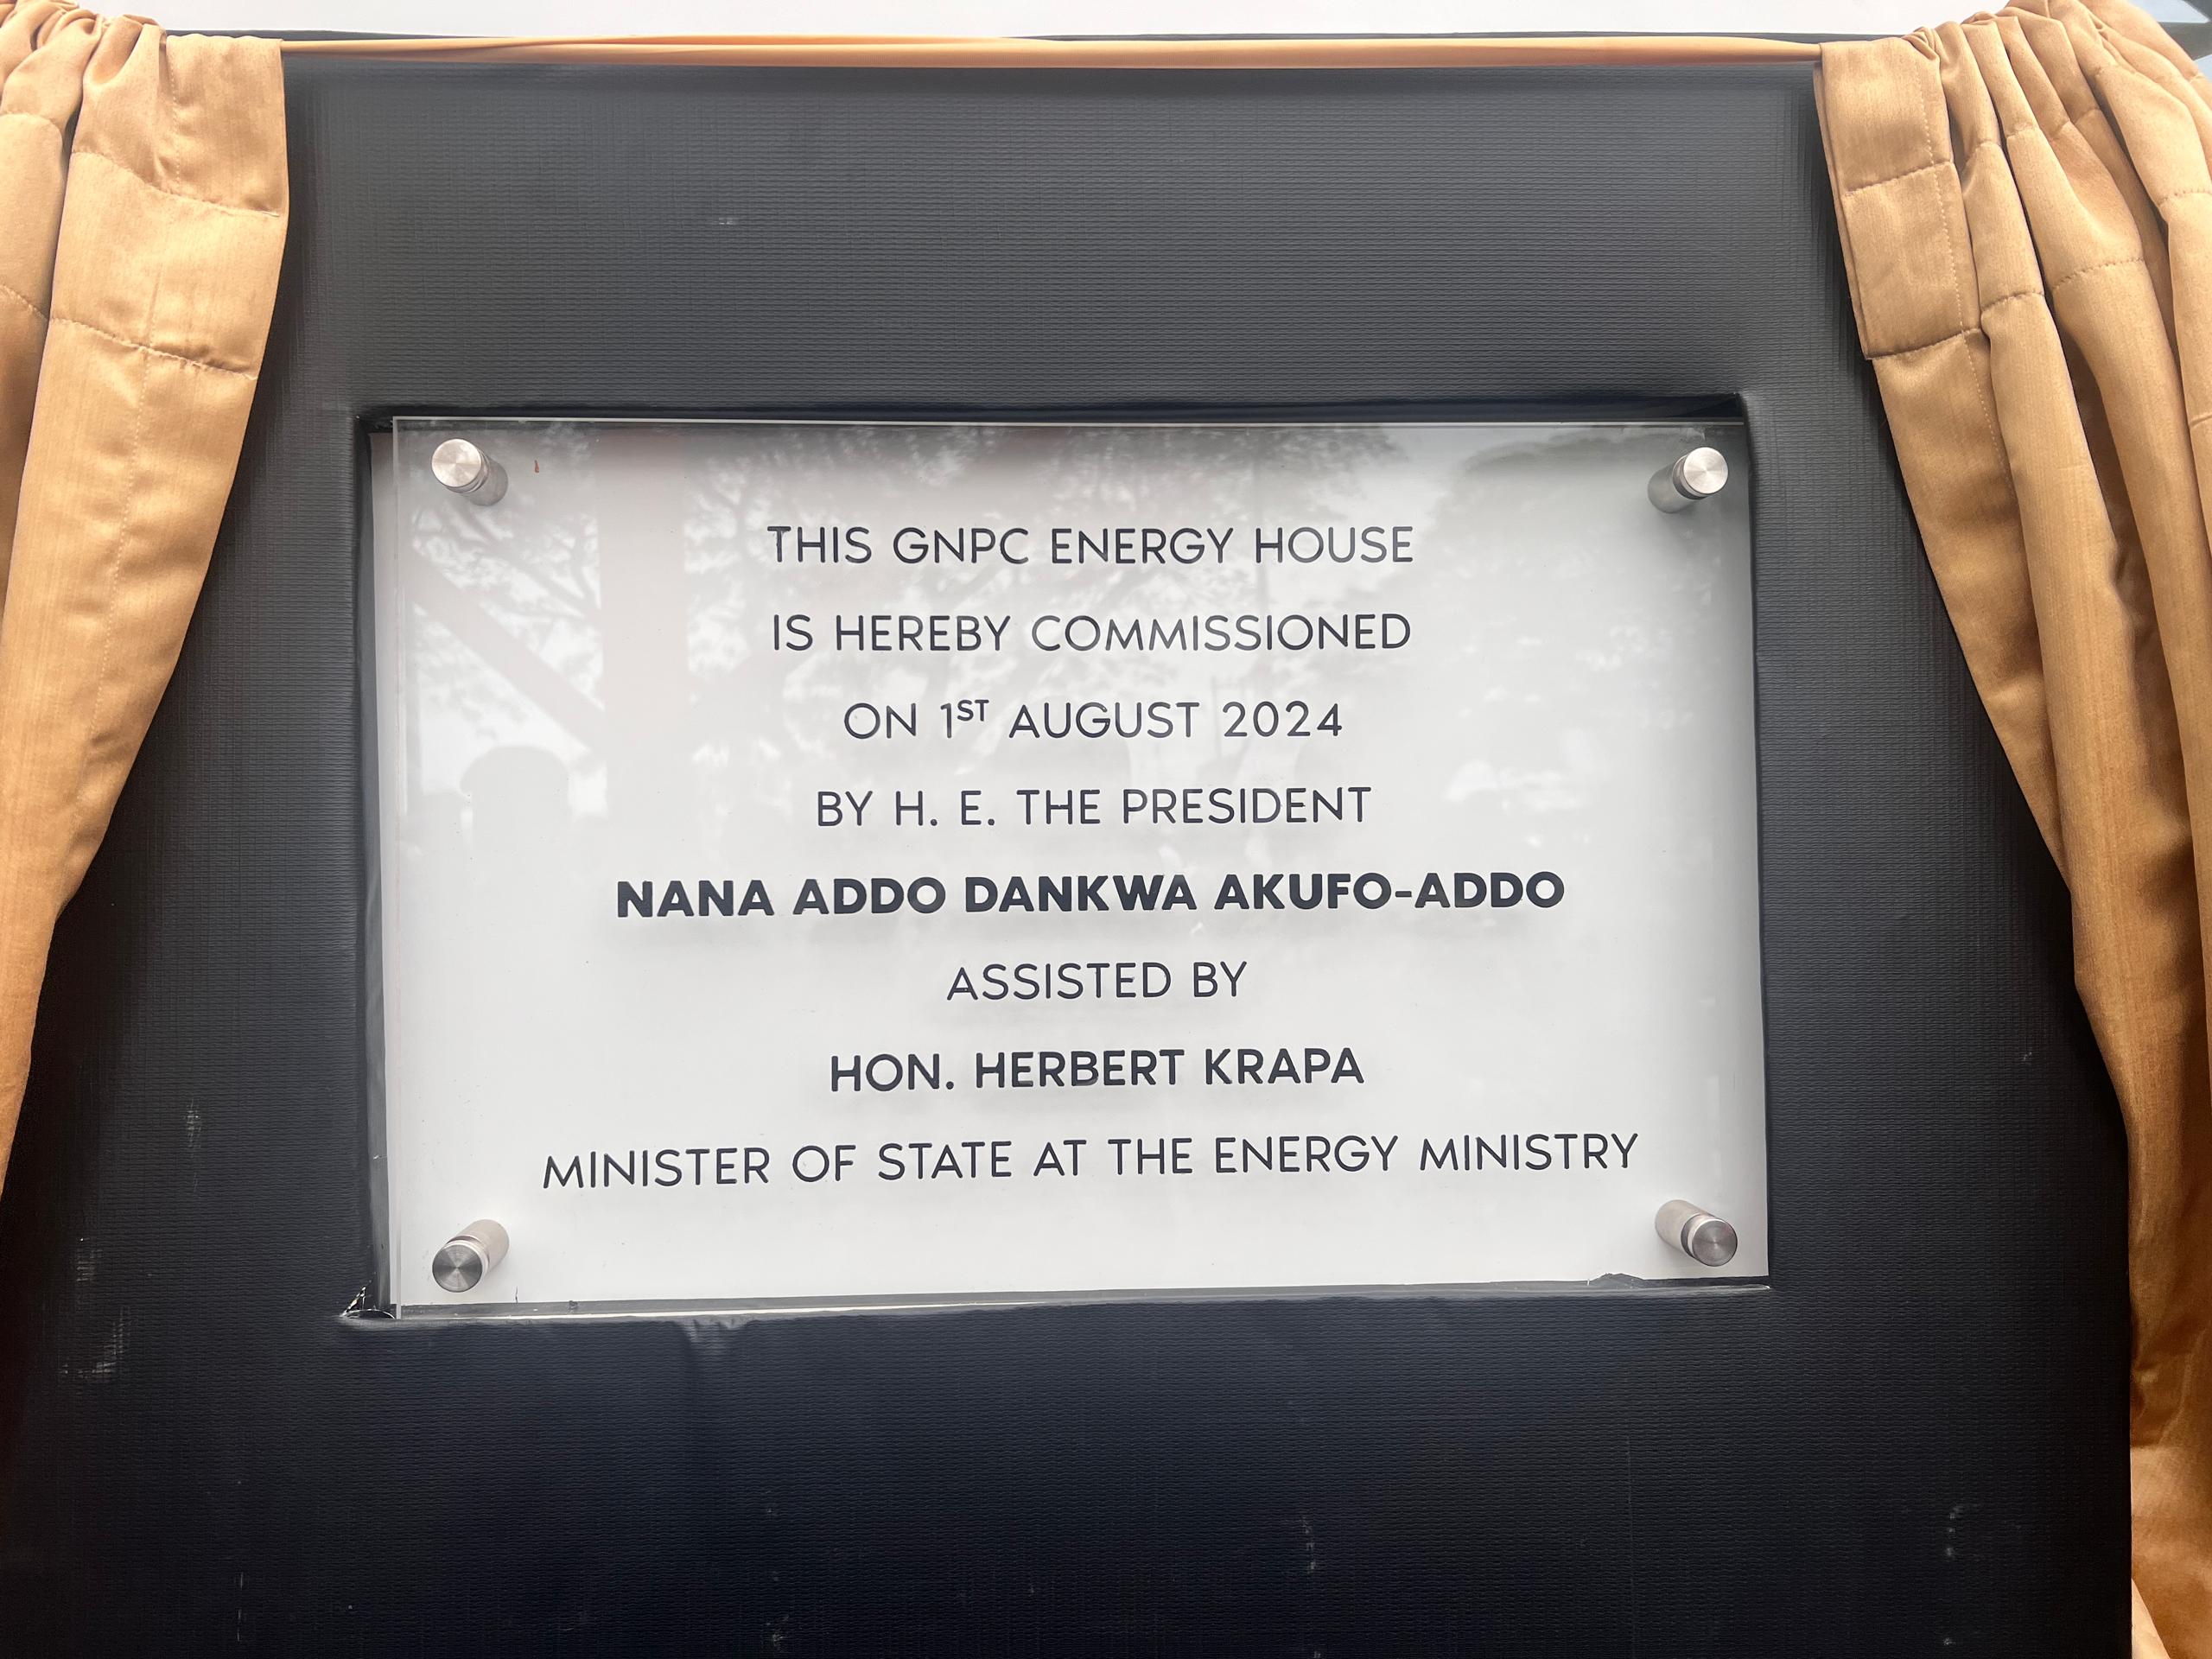 THIS GNPC ENERGY HOUSE
IS HEREBY COMMISSIONED
ON 1ST AUGUST 2024
BY H. E. THE PRESIDENT
NANA ADDO DANKWA AKUFO-ADDO
ASSISTED BY
HON. HERBERT KRAPA
MINISTER OF STATE AT THE ENERGY MINISTRY